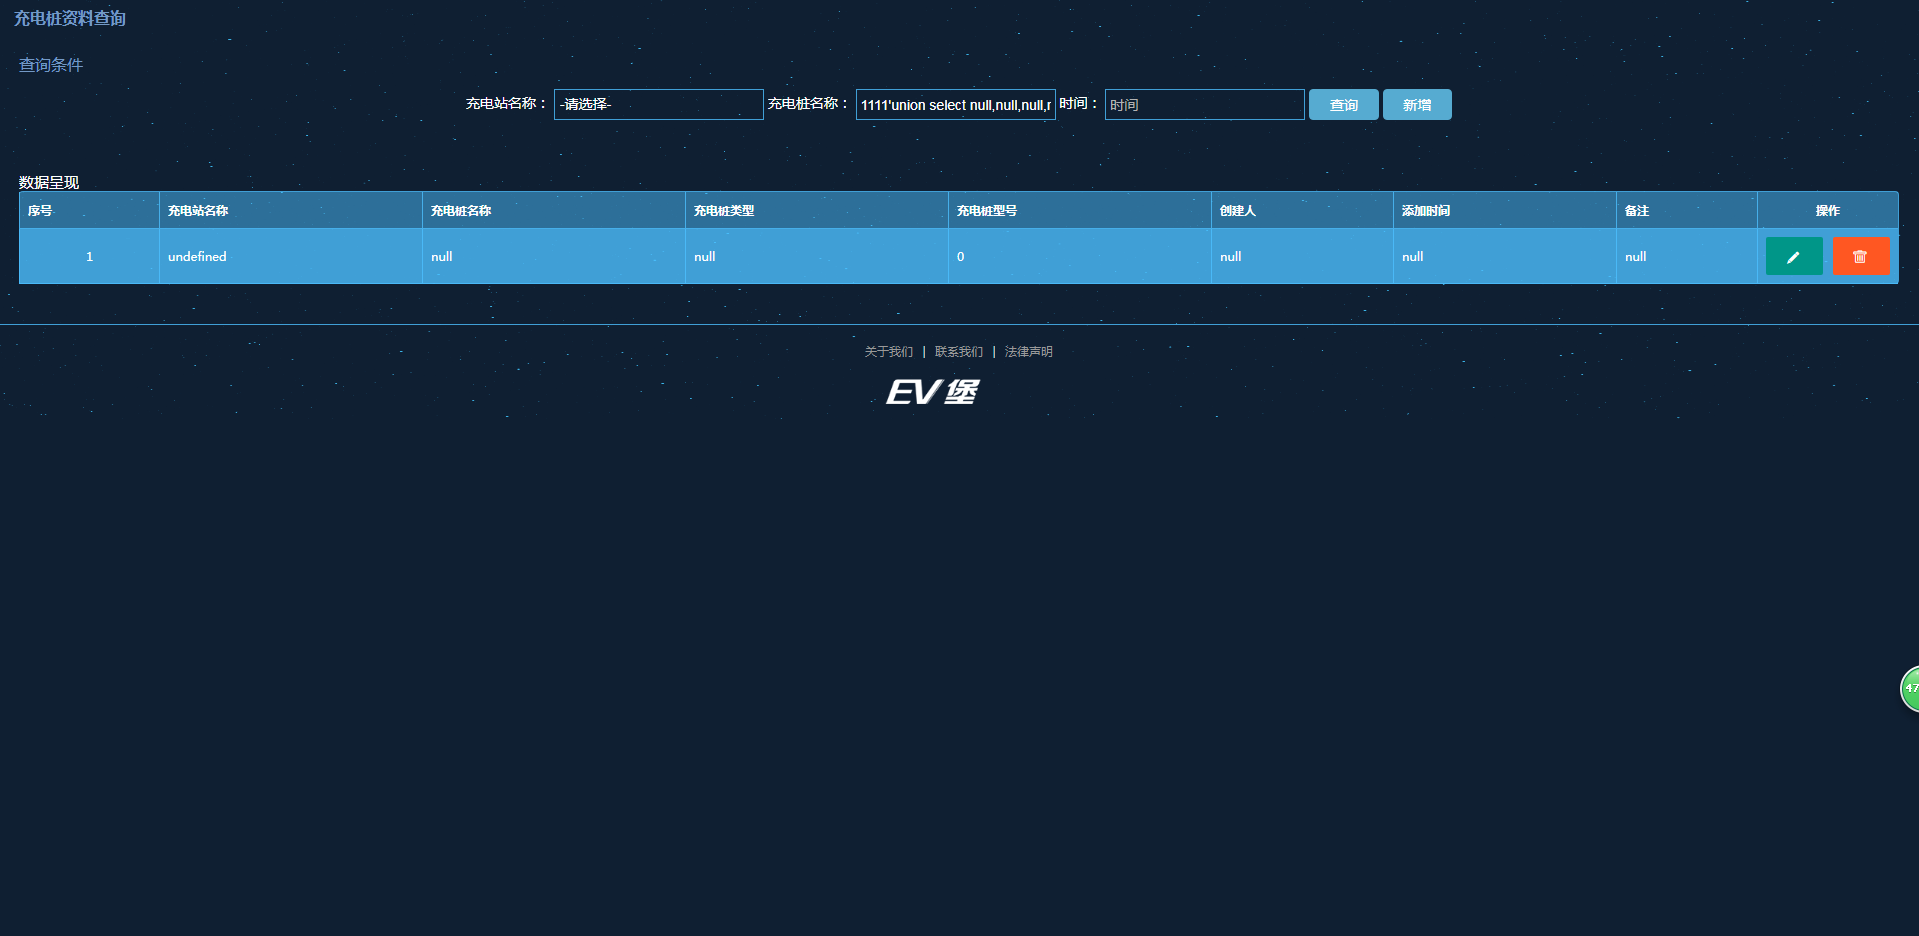 充电桩资料查询
查询条件
充电站名称： -请选择- 充电桩名称： 1111'union select null,null,null,r 时间： 时间 查询 新增
数据呈现
序号 充电站名称 充电桩名称 充电桩类型 充电桩型号 创建人 添加时间 备注 操作
1 undefined null null 0 null null null
关于我们 | 联系我们 | 法律声明
EV堡
47